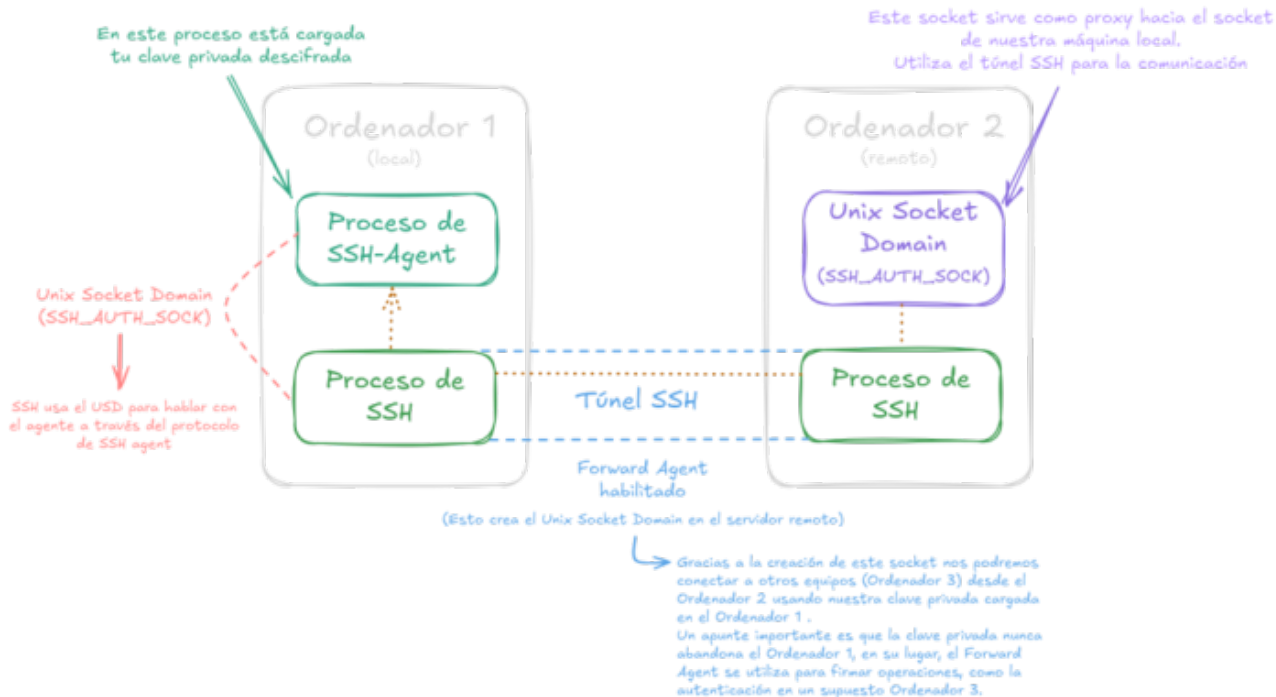 En este proceso está cargada
tu clave privada descifrada
Este socket sirve como proxy hacia el socket
de nuestra máquina local.
Utiliza el túnel SSH para la comunicación
Ordenador 1
(local)
Ordenador 2
(remoto)
Proceso de
SSH-Agent
Unix Socket
Domain
(SSH_AUTH_SOCK)
Unix Socket Domain
(SSH_AUTH_SOCK)
SSH usa el USD para hablar con
el agente a través del protocolo
de SSH agent
Proceso de
SSH
Túnel SSH
Proceso de
SSH
Forward Agent
habilitado
(Esto crea el Unix Socket Domain en el servidor remoto)
Gracias a la creación de este socket nos podremos
conectar a otros equipos (Ordenador 3) desde el
Ordenador 2 usando nuestra clave privada cargada
en el Ordenador 1 .
Un apunte importante es que la clave privada nunca
abandona el Ordenador 1, en su lugar, el Forward
Agent se utiliza para firmar operaciones, como la
autenticación en un supuesto Ordenador 3.